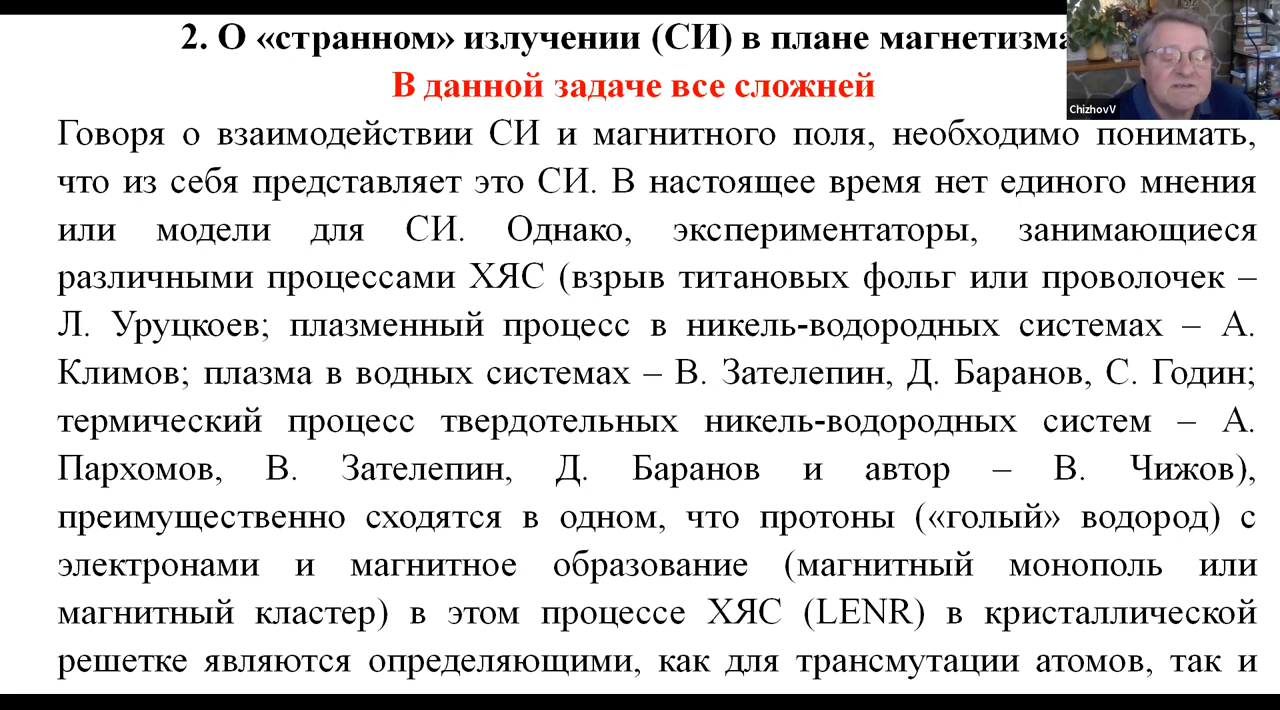 2. О «странном» излучении (СИ) в плане магнетизма
В данной задаче все сложней
ChizhovV
Говоря о взаимодействии СИ и магнитного поля, необходимо понимать,
что из себя представляет это СИ. В настоящее время нет единого мнения
или модели для СИ. Однако, экспериментаторы, занимающиеся
различными процессами ХЯС (взрыв титановых фольг или проволочек –
Л. Уруцкоев; плазменный процесс в никель-водородных системах – А.
Климов; плазма в водных системах – В. Зателепин, Д. Баранов, С. Годин;
термический процесс твердотельных никель-водородных систем – А.
Пархомов, В. Зателепин, Д. Баранов и автор – В. Чижов),
преимущественно сходятся в одном, что протоны («голый» водород) с
электронами и магнитное образование (магнитный монополь или
магнитный кластер) в этом процессе ХЯС (LENR) в кристаллической
решетке являются определяющими, как для трансмутации атомов, так и